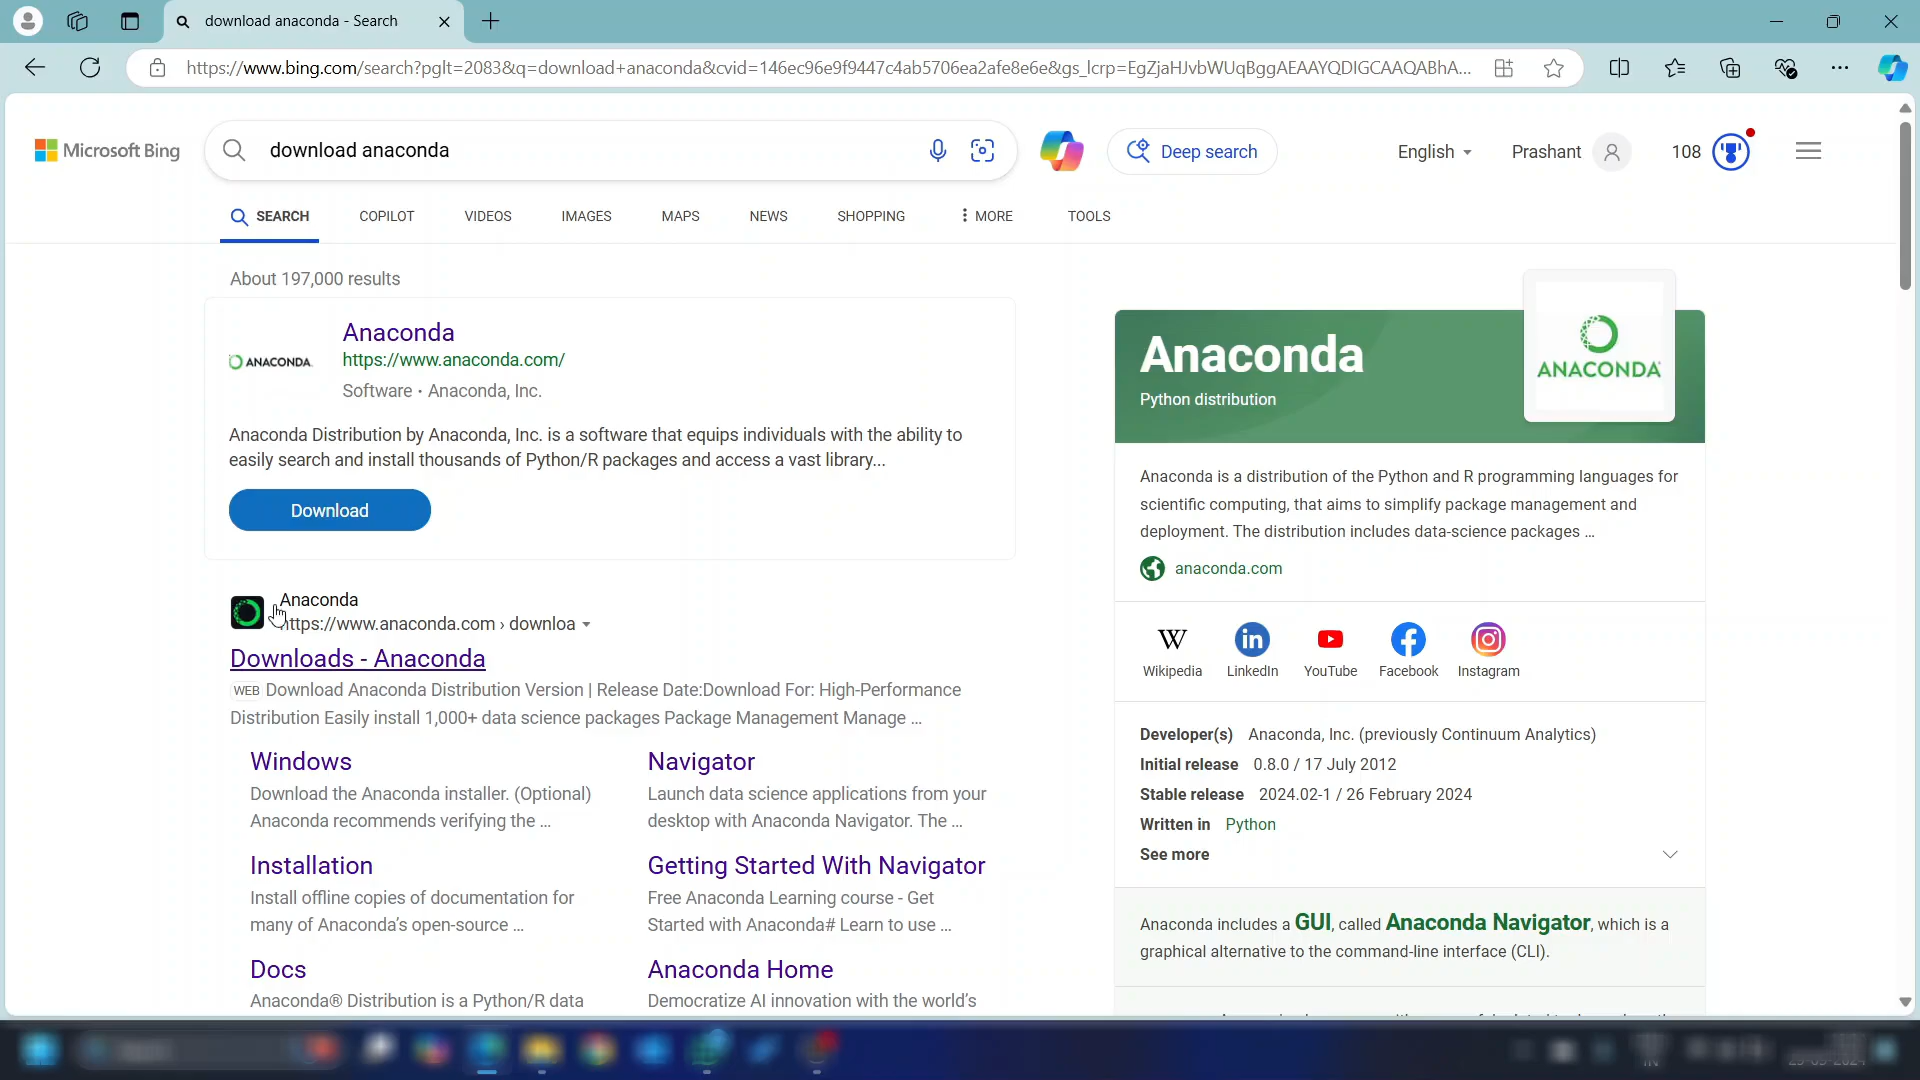 download anaconda - Search
https://www.bing.com/search?pglt=2083&q=download+anaconda&cvid=146ec96e9f9447c4ab5706ea2afe8e6e&gs_lcrp=EgZjaHJvbWUqBggAEAAYQDIGCAAQABhA...
Microsoft Bing
download anaconda
Deep search
English
Prashant
108
SEARCH
COPILOT
VIDEOS
IMAGES
MAPS
NEWS
SHOPPING
MORE
TOOLS
About 197,000 results
ANACONDA
Anaconda
https://www.anaconda.com/
Software • Anaconda, Inc.
Anaconda Distribution by Anaconda, Inc. is a software that equips individuals with the ability to
easily search and install thousands of Python/R packages and access a vast library...
Download
Anaconda
https://www.anaconda.com › downloa
Downloads - Anaconda
WEB Download Anaconda Distribution Version | Release Date:Download For: High-Performance
Distribution Easily install 1,000+ data science packages Package Management Manage ...
Windows
Download the Anaconda installer. (Optional)
Anaconda recommends verifying the ...
Navigator
Launch data science applications from your
desktop with Anaconda Navigator. The ...
Installation
Install offline copies of documentation for
many of Anaconda's open-source ...
Getting Started With Navigator
Free Anaconda Learning course - Get
Started with Anaconda# Learn to use ...
Docs
Anaconda® Distribution is a Python/R data
Anaconda Home
Democratize AI innovation with the world's
Anaconda
Python distribution
ANACONDA
Anaconda is a distribution of the Python and R programming languages for
scientific computing, that aims to simplify package management and
deployment. The distribution includes data-science packages ...
anaconda.com
W
in
Wikipedia
LinkedIn
YouTube
Facebook
Instagram
Developer(s) Anaconda, Inc. (previously Continuum Analytics)
Initial release 0.8.0 / 17 July 2012
Stable release 2024.02-1 / 26 February 2024
Written in Python
See more
Anaconda includes a GUI, called Anaconda Navigator, which is a
graphical alternative to the command-line interface (CLI).